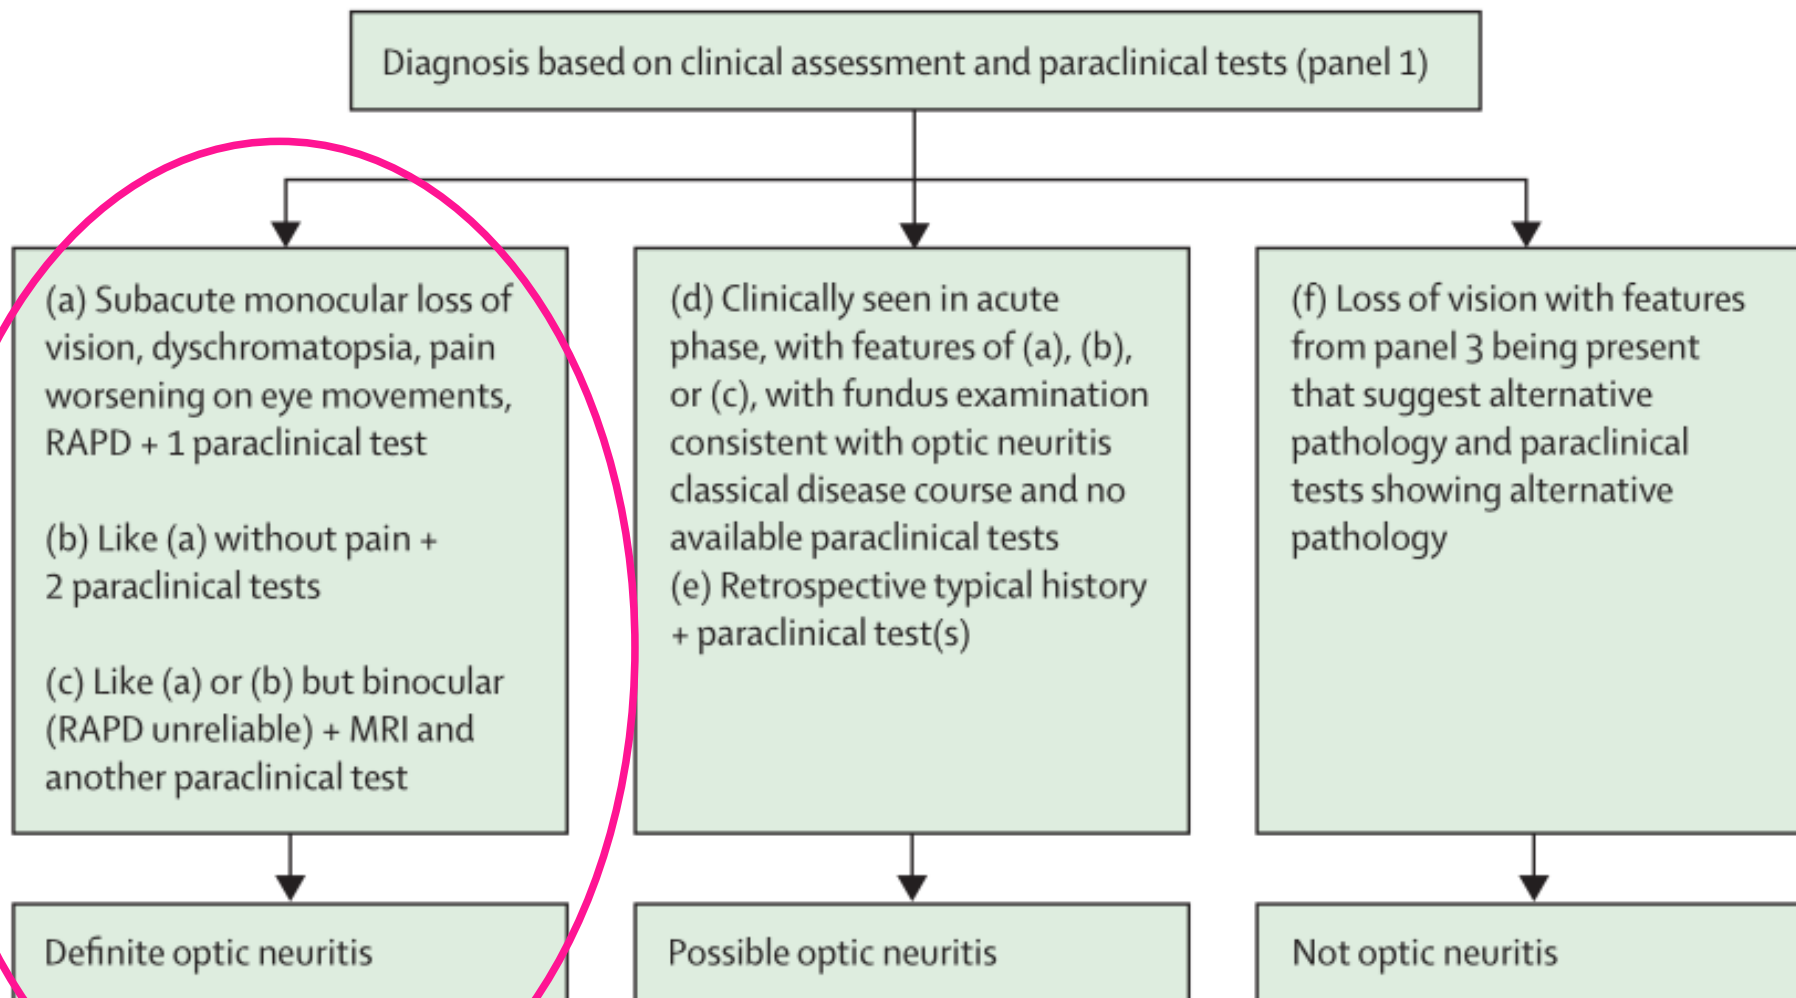 Diagnosis based on clinical assessment and paraclinical tests (panel 1)
(a) Subacute monocular loss of
vision, dyschromatopsia, pain
worsening on eye movements,
RAPD + 1 paraclinical test
(b) Like (a) without pain +
2 paraclinical tests
(c) Like (a) or (b) but binocular
(RAPD unreliable) + MRI and
another paraclinical test
(d) Clinically seen in acute
phase, with features of (a), (b),
or (c), with fundus examination
consistent with optic neuritis
classical disease course and no
available paraclinical tests
(e) Retrospective typical history
+ paraclinical test(s)
(f) Loss of vision with features
from panel 3 being present
that suggest alternative
pathology and paraclinical
tests showing alternative
pathology
Definite optic neuritis
Possible optic neuritis
Not optic neuritis